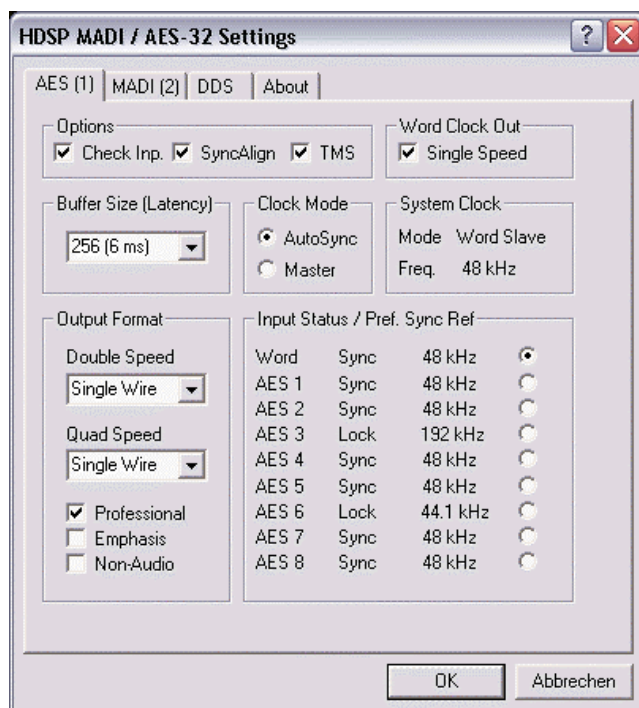 HDSP MADI / AES-32 Settings
AES (1) MADI (2) DDS About
Options
Check Inp. SyncAlign TMS
Word Clock Out
Single Speed
Buffer Size (Latency)
256 (6 ms)
Clock Mode
AutoSync
Master
System Clock
Mode Word Slave
Freq. 48 kHz
Output Format
Double Speed
Single Wire
Quad Speed
Single Wire
Professional
Emphasis
Non-Audio
Input Status / Pref. Sync Ref
Word Sync 48 kHz
AES 1 Sync 48 kHz
AES 2 Sync 48 kHz
AES 3 Lock 192 kHz
AES 4 Sync 48 kHz
AES 5 Sync 48 kHz
AES 6 Lock 44.1 kHz
AES 7 Sync 48 kHz
AES 8 Sync 48 kHz
OK Abbrechen